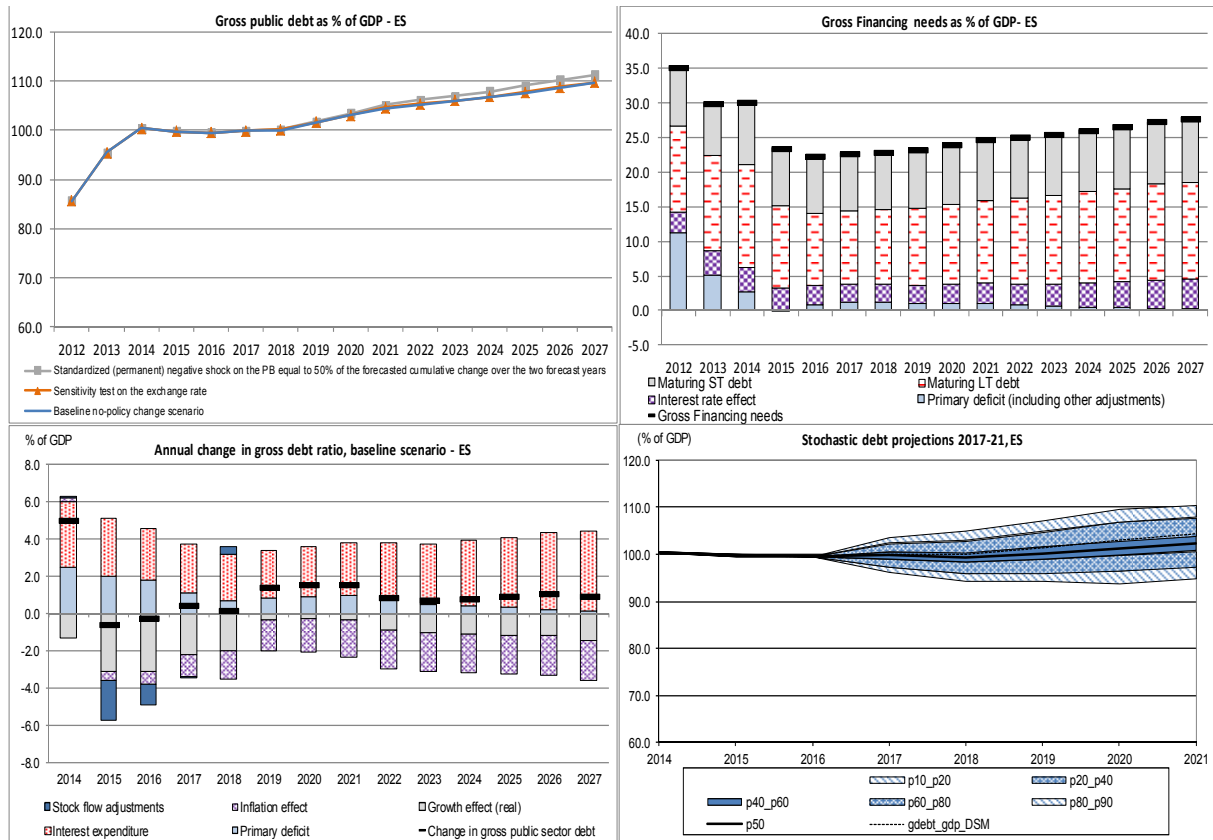 Gross public debt as % of GDP - ES
120.0
110.0
100.0
90.0
80.0
70.0
60.0
2012 2013 2014 2015 2016 2017 2018 2019 2020 2021 2022 2023 2024 2025 2026 2027
Standardized (permanent) negative shock on the PB equal to 50% of the forecasted cumulative change over the two forecast years
Sensitivity test on the exchange rate
Baseline no-policy change scenario
Gross Financing needs as % of GDP- ES
40.0
35.0
30.0
25.0
20.0
15.0
10.0
5.0
0.0
-5.0
2012 2013 2014 2015 2016 2017 2018 2019 2020 2021 2022 2023 2024 2025 2026 2027
Maturing ST debt Maturing LT debt
Interest rate effect Primary deficit (including other adjustments)
Gross Financing needs
% of GDP
Annual change in gross debt ratio, baseline scenario - ES
8.0
6.0
4.0
2.0
0.0
-2.0
-4.0
-6.0
-8.0
2014 2015 2016 2017 2018 2019 2020 2021 2022 2023 2024 2025 2026 2027
Stock flow adjustments Inflation effect Growth effect (real)
Interest expenditure Primary deficit Change in gross public sector debt
(% of GDP)
Stochastic debt projections 2017-21, ES
120.0
110.0
100.0
90.0
80.0
70.0
60.0
2014 2015 2016 2017 2018 2019 2020 2021
p10_p20 p20_p40
p40_p60 p60_p80 p80_p90
p50 gdebt_gdp_DSM